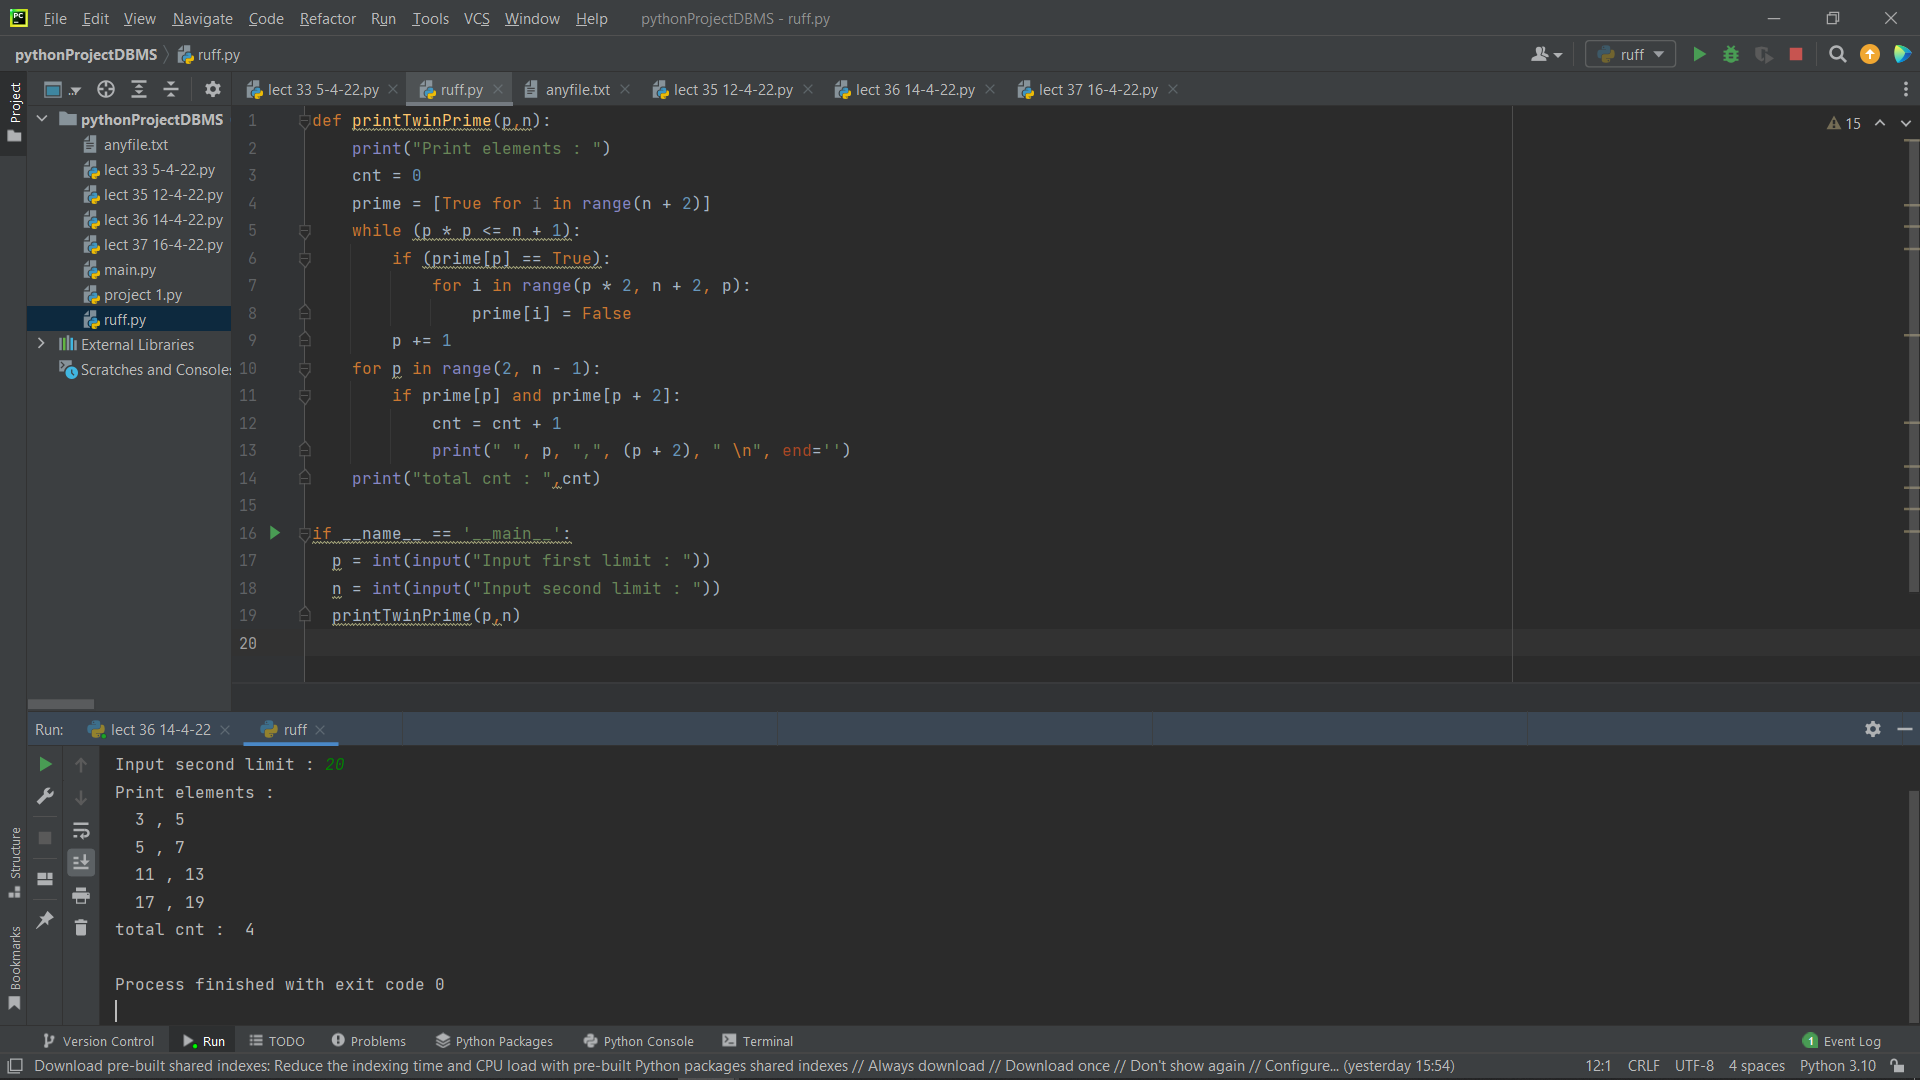 File Edit View Navigate Code Refactor Run Tools VCS Window Help pythonProjectDBMS - ruff.py
pythonProjectDBMS ruff.py ruff
Project
lect 33 5-4-22.py ruff.py anyfile.txt lect 35 12-4-22.py lect 36 14-4-22.py lect 37 16-4-22.py
pythonProjectDBMS
anyfile.txt
lect 33 5-4-22.py
lect 35 12-4-22.py
lect 36 14-4-22.py
lect 37 16-4-22.py
main.py
project 1.py
ruff.py
External Libraries
Scratches and Consoles
15
1 def printTwinPrime(p,n):
2 print("Print elements : ")
3 cnt = 0
4 prime = [True for i in range(n + 2)]
5 while (p * p <= n + 1):
6 if (prime[p] == True):
7 for i in range(p * 2, n + 2, p):
8 prime[i] = False
9 p += 1
10 for p in range(2, n - 1):
11 if prime[p] and prime[p + 2]:
12 cnt = cnt + 1
13 print(" ", p, ",", (p + 2), " \n", end='')
14 print("total cnt : ",cnt)
15
16 if __name__ == '__main__':
17 p = int(input("Input first limit : "))
18 n = int(input("Input second limit : "))
19 printTwinPrime(p,n)
20
Run: lect 36 14-4-22 ruff
Input second limit : 20
Print elements :
3 , 5
5 , 7
11 , 13
17 , 19
total cnt :  4
Process finished with exit code 0
Structure
Bookmarks
Version Control Run TODO Problems Python Packages Python Console Terminal 1 Event Log
Download pre-built shared indexes: Reduce the indexing time and CPU load with pre-built Python packages shared indexes // Always download // Download once // Don't show again // Configure... (yesterday 15:54) 12:1 CRLF UTF-8 4 spaces Python 3.10